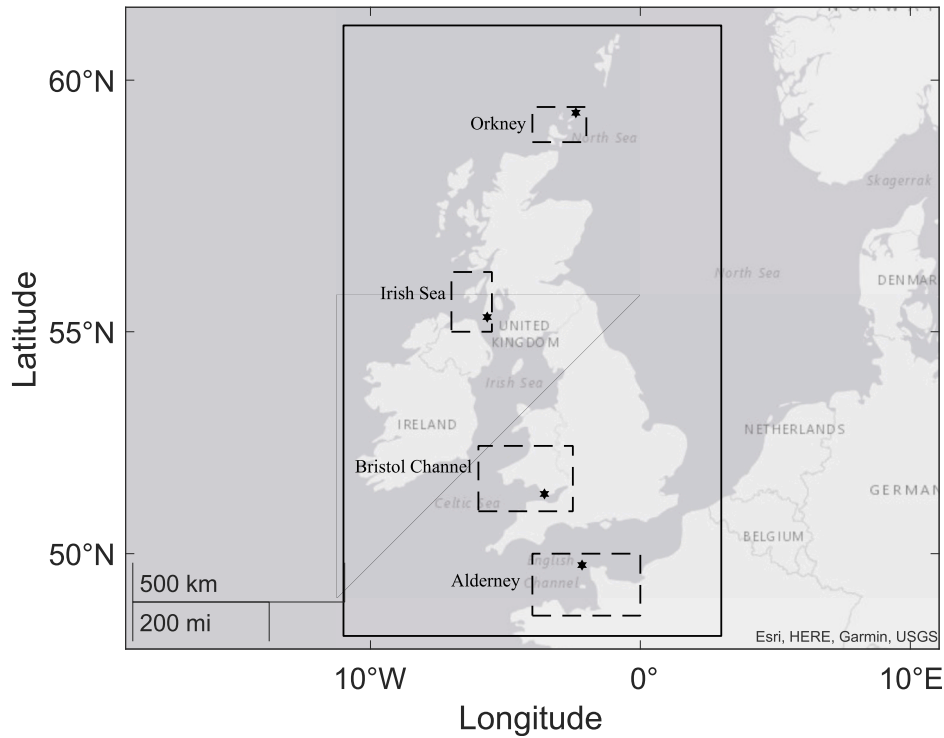 60°N
55°N
50°N
Latitude
NORWA
Orkney
North Sea
Skagerrak
North Sea
DENMAR
Irish Sea
UNITED
KINGDOM
Irish Sea
IRELAND
NETHERLANDS
Bristol Channel
GERMAN
Celtic Sea
BELGIUM
English
Channel
Alderney
500 km
200 mi
Esri, HERE, Garmin, USGS
10°W
0°
10°E
Longitude